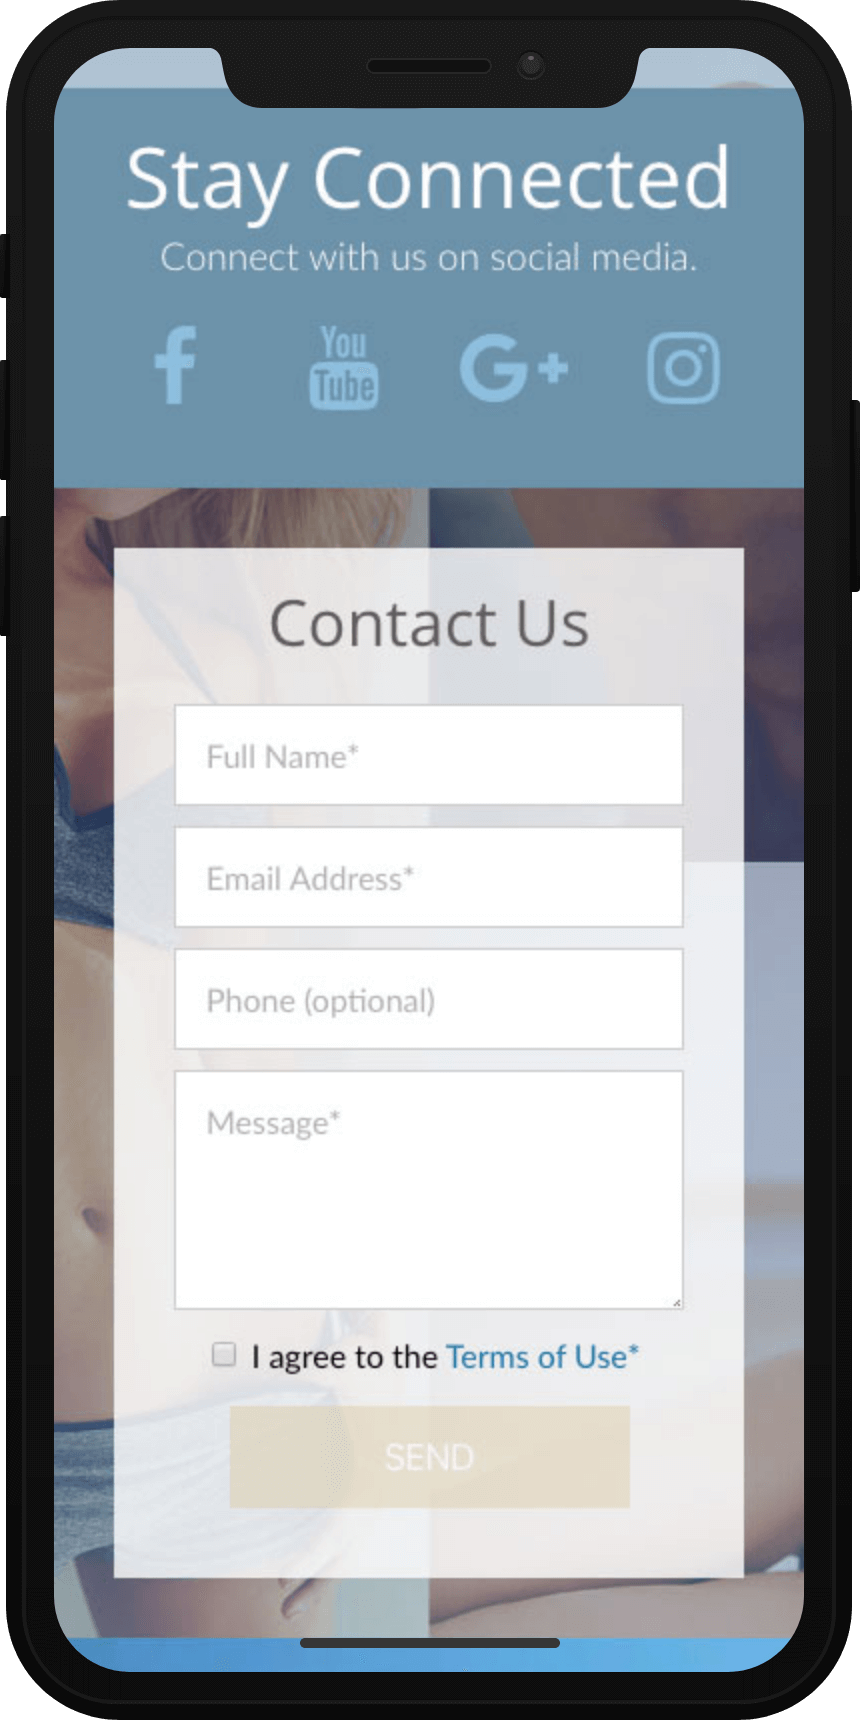 Stay Connected
Connect with us on social media.
f
You
Tube
G+
Contact Us
Full Name*
Email Address*
Phone (optional)
Message*
I agree to the Terms of Use*
SEND